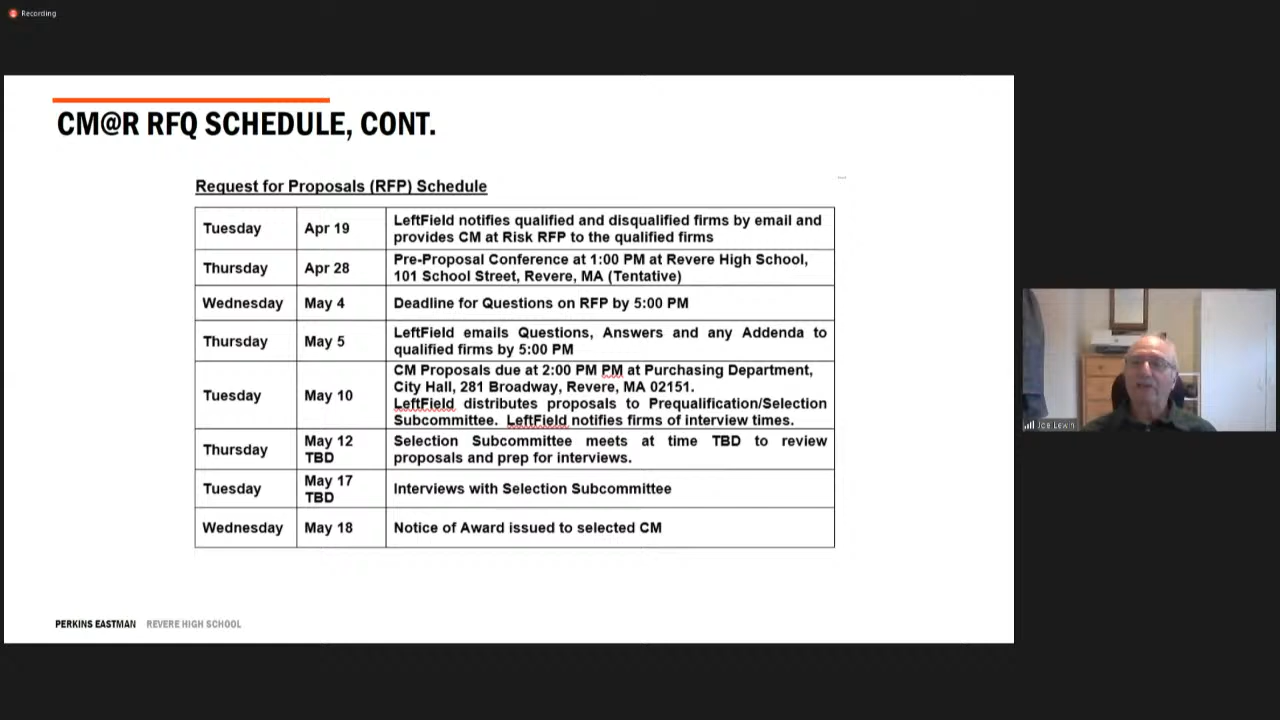 Recording
CM@R RFQ SCHEDULE, CONT.
Request for Proposals (RFP) Schedule
Tuesday
Apr 19
LeftField notifies qualified and disqualified firms by email and
provides CM at Risk RFP to the qualified firms
Thursday
Apr 28
Pre-Proposal Conference at 1:00 PM at Revere High School,
101 School Street, Revere, MA (Tentative)
Wednesday
May 4
Deadline for Questions on RFP by 5:00 PM
Thursday
May 5
LeftField emails Questions, Answers and any Addenda to
qualified firms by 5:00 PM
Tuesday
May 10
CM Proposals due at 2:00 PM PM at Purchasing Department,
City Hall, 281 Broadway, Revere, MA 02151.
LeftField distributes proposals to Prequalification/Selection
Subcommittee. LeftField notifies firms of interview times.
Thursday
May 12
TBD
Selection Subcommittee meets at time TBD to review
proposals and prep for interviews.
Tuesday
May 17
TBD
Interviews with Selection Subcommittee
Wednesday
May 18
Notice of Award issued to selected CM
PERKINS EASTMAN REVERE HIGH SCHOOL
Joe Lewin